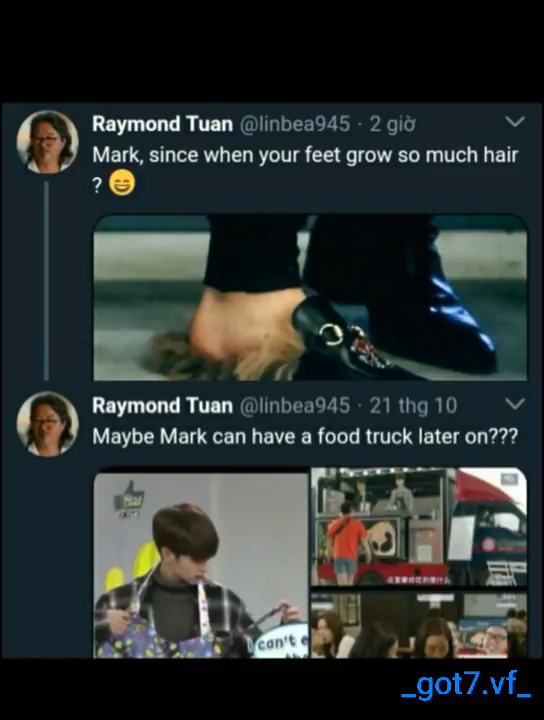 Raymond Tuan @linbea945 · 2 giờ
Mark, since when your feet grow so much hair
? 😄
Raymond Tuan @linbea945 · 21 thg 10
Maybe Mark can have a food truck later on???
can't e
_got7.vf_